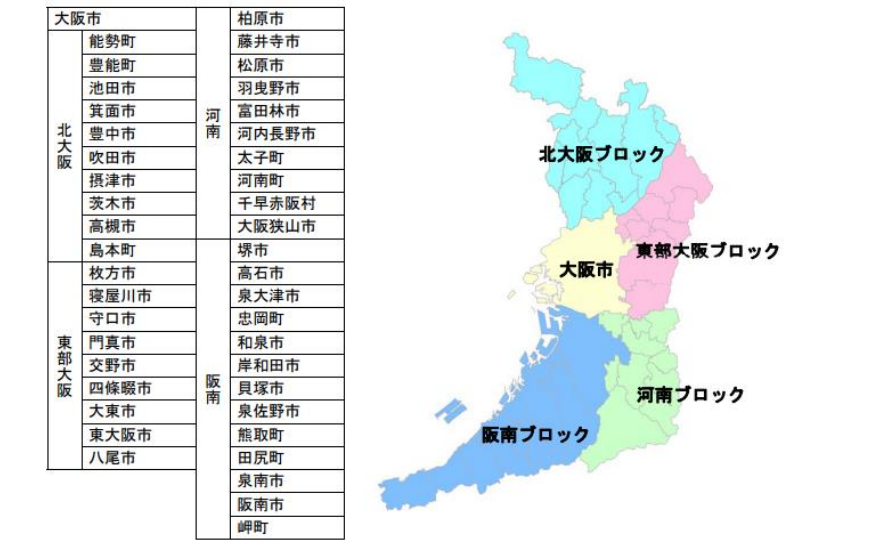 大阪市
北大阪
能勢町
豊能町
池田市
箕面市
豊中市
吹田市
摂津市
茨木市
高槻市
島本町
東部大阪
枚方市
寝屋川市
守口市
門真市
交野市
四條畷市
大東市
東大阪市
八尾市
河南
柏原市
藤井寺市
松原市
羽曳野市
富田林市
河内長野市
太子町
河南町
千早赤阪村
大阪狭山市
阪南
堺市
高石市
泉大津市
忠岡町
和泉市
岸和田市
貝塚市
泉佐野市
熊取町
田尻町
泉南市
阪南市
岬町
北大阪ブロック
東部大阪ブロック
大阪市
河南ブロック
阪南ブロック